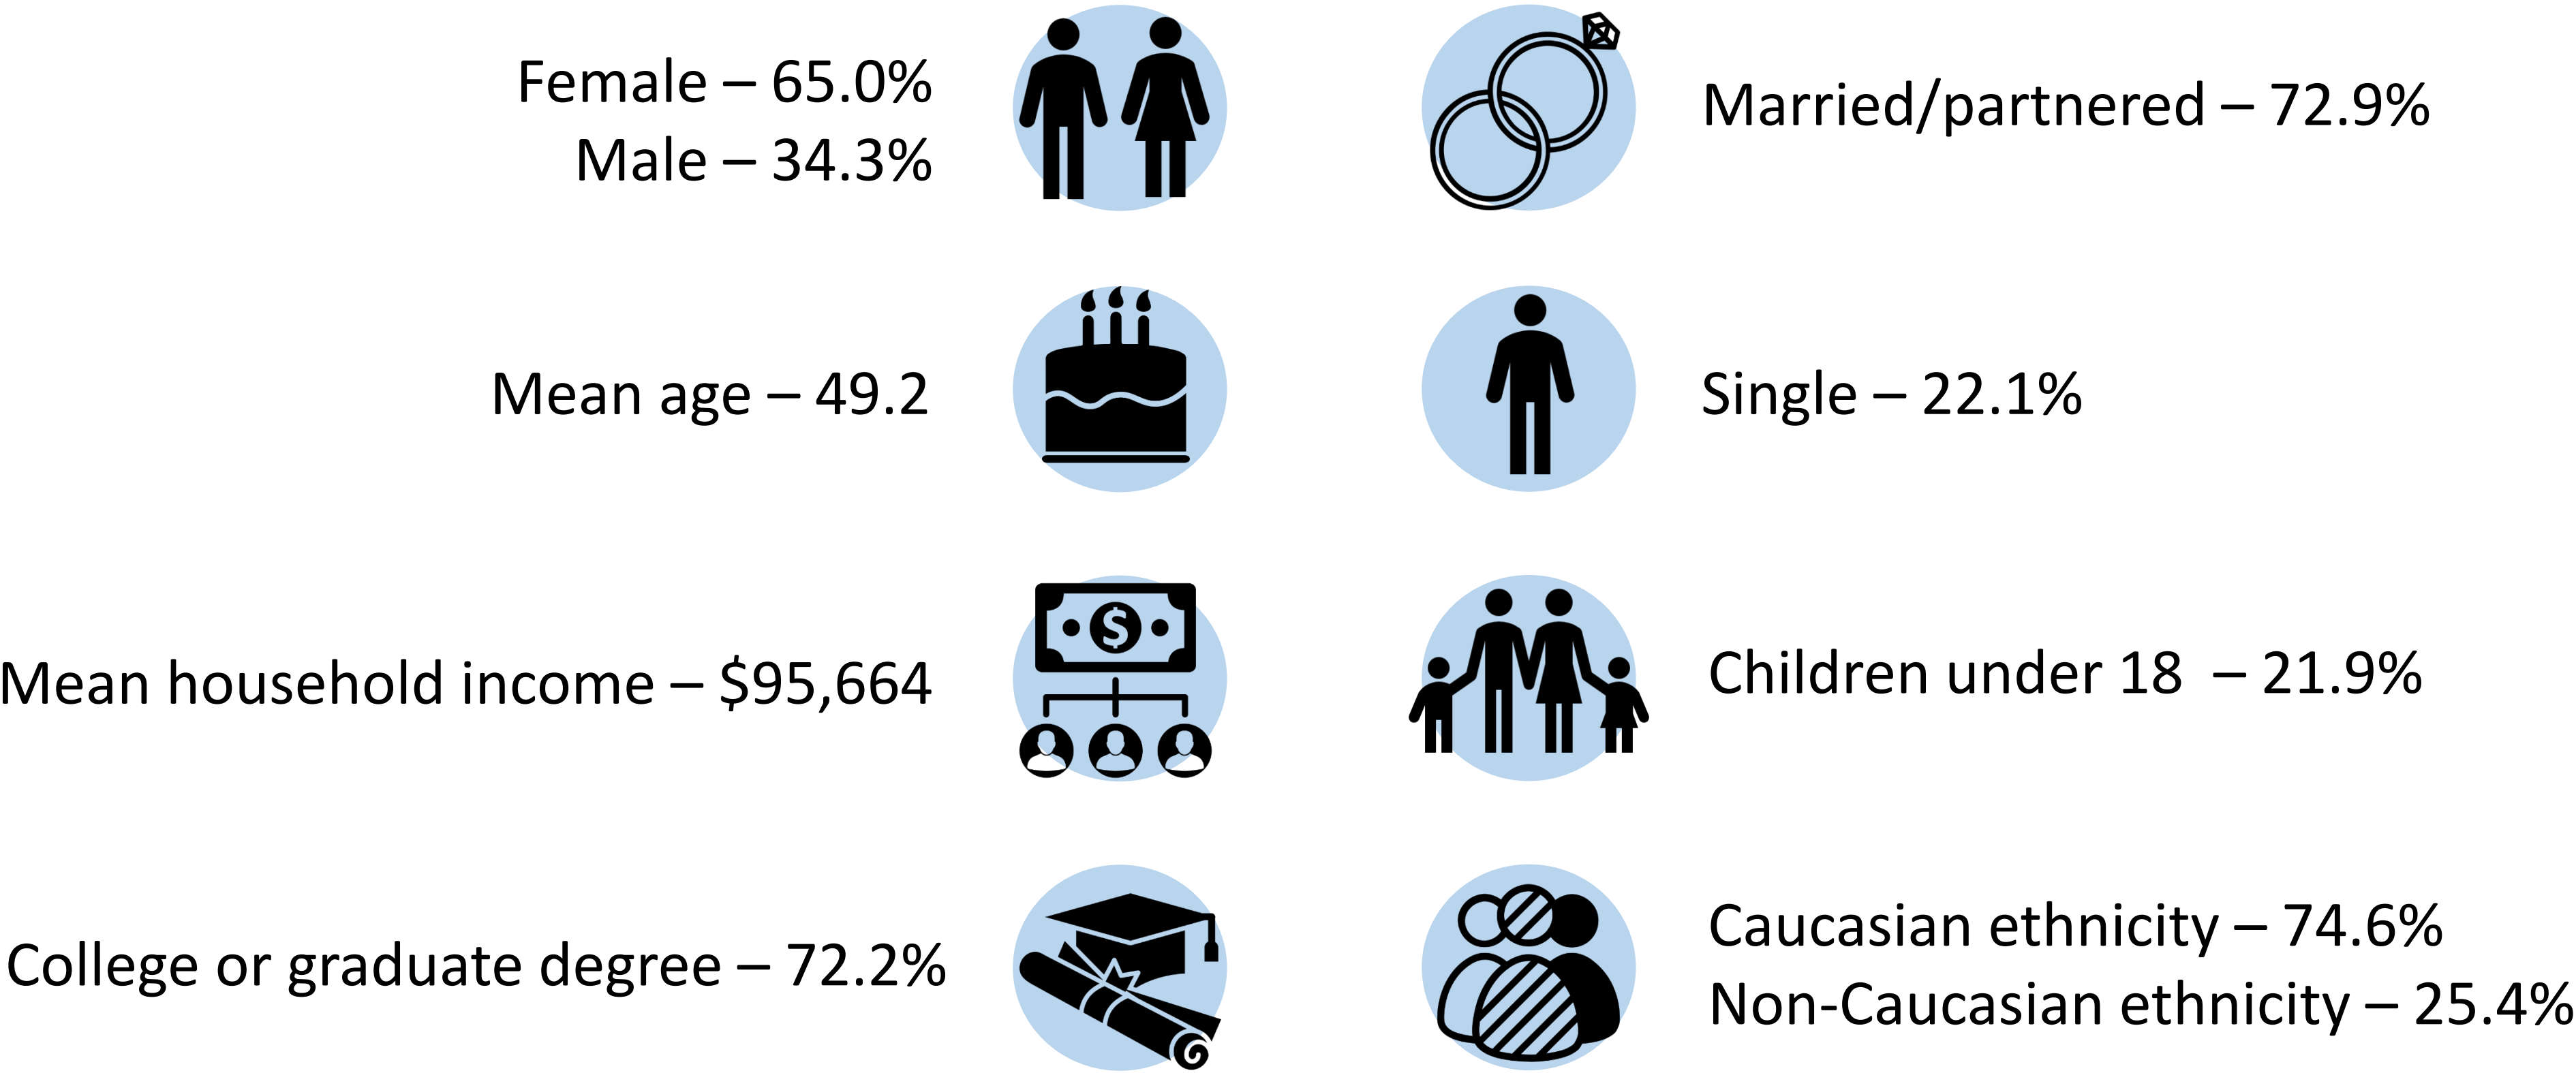 Female – 65.0%
Male – 34.3%
Married/partnered – 72.9%
Mean age – 49.2
Single – 22.1%
Mean household income – $95,664
Children under 18  – 21.9%
College or graduate degree – 72.2%
Caucasian ethnicity – 74.6%
Non-Caucasian ethnicity – 25.4%